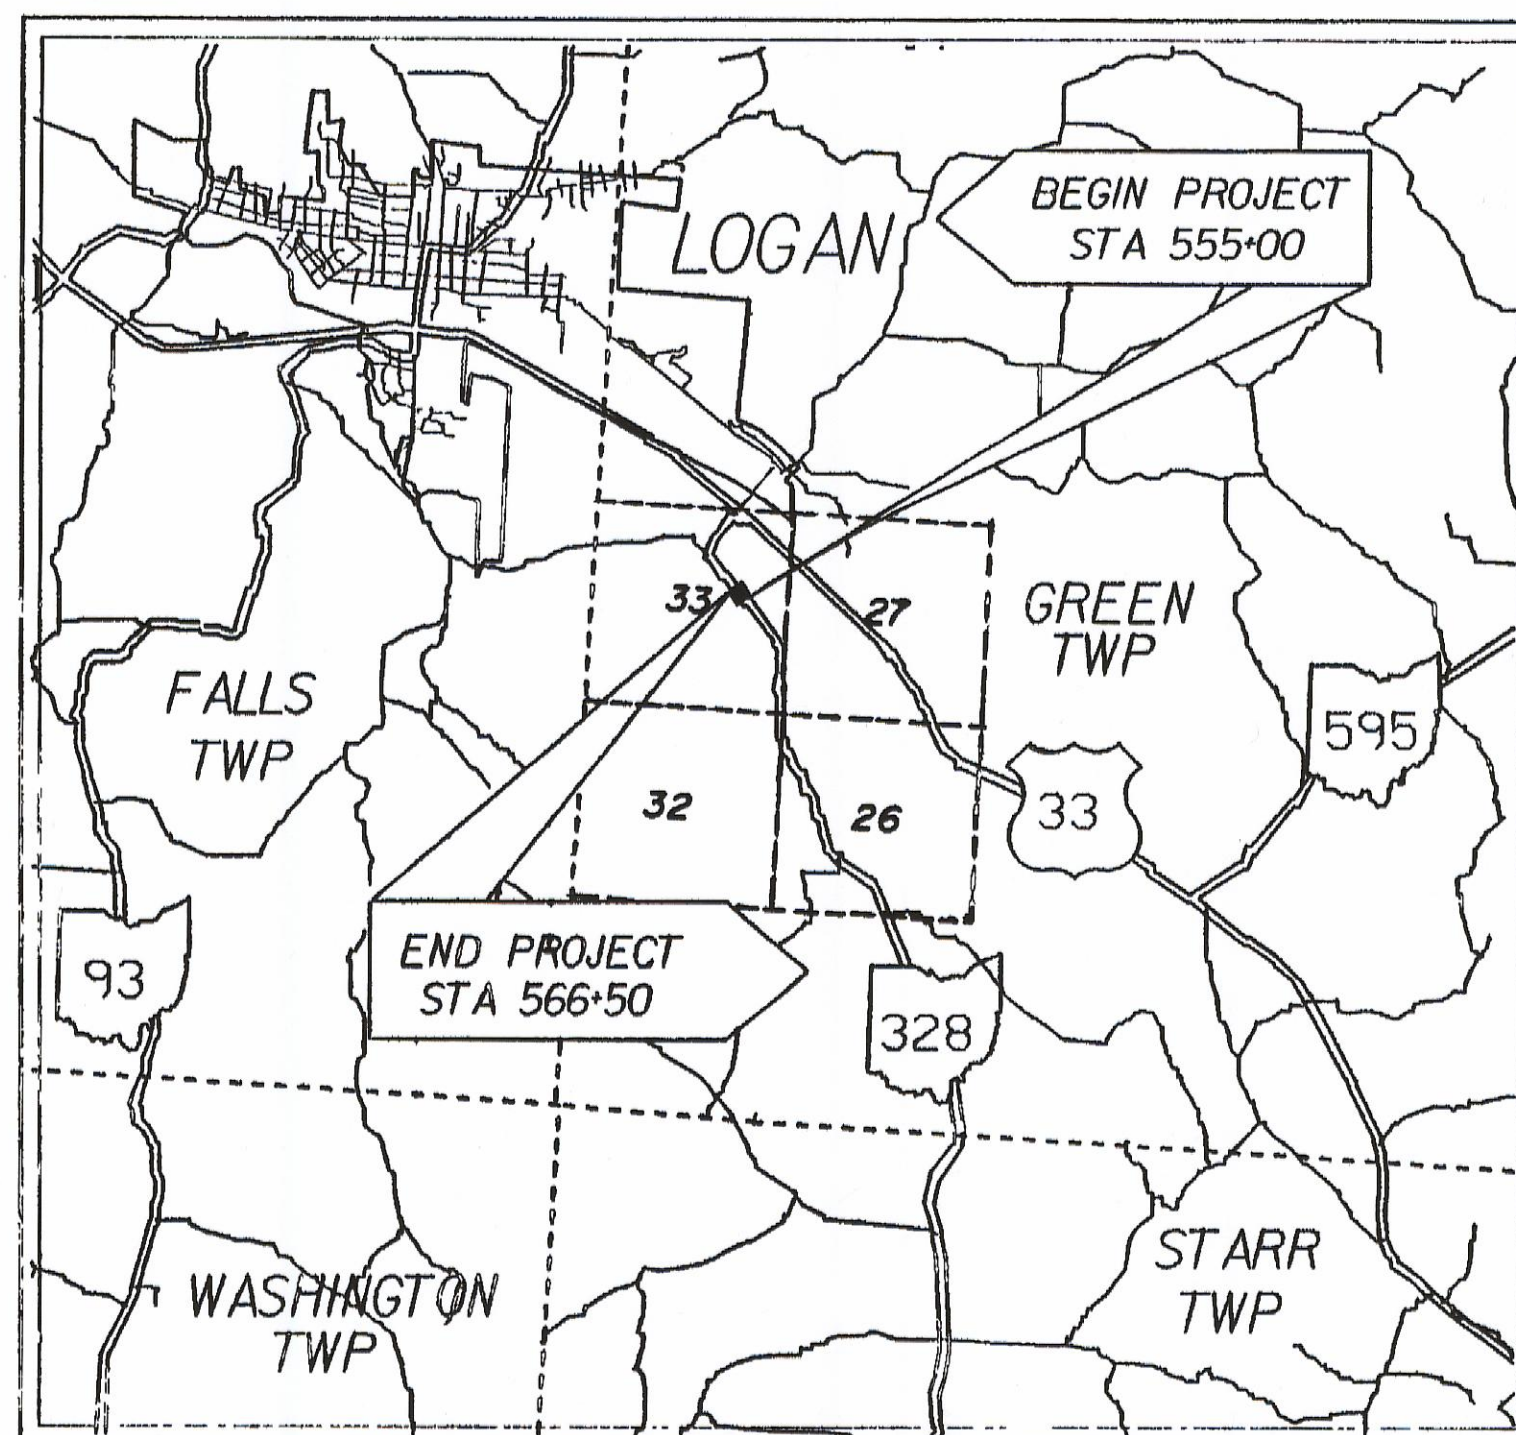 BEGIN PROJECT
STA 555+00
LOGAN
33
27
GREEN
TWP
FALLS
TWP
595
33
32
26
93
END PROJECT
STA 566+50
328
WASHINGTON
TWP
STARR
TWP